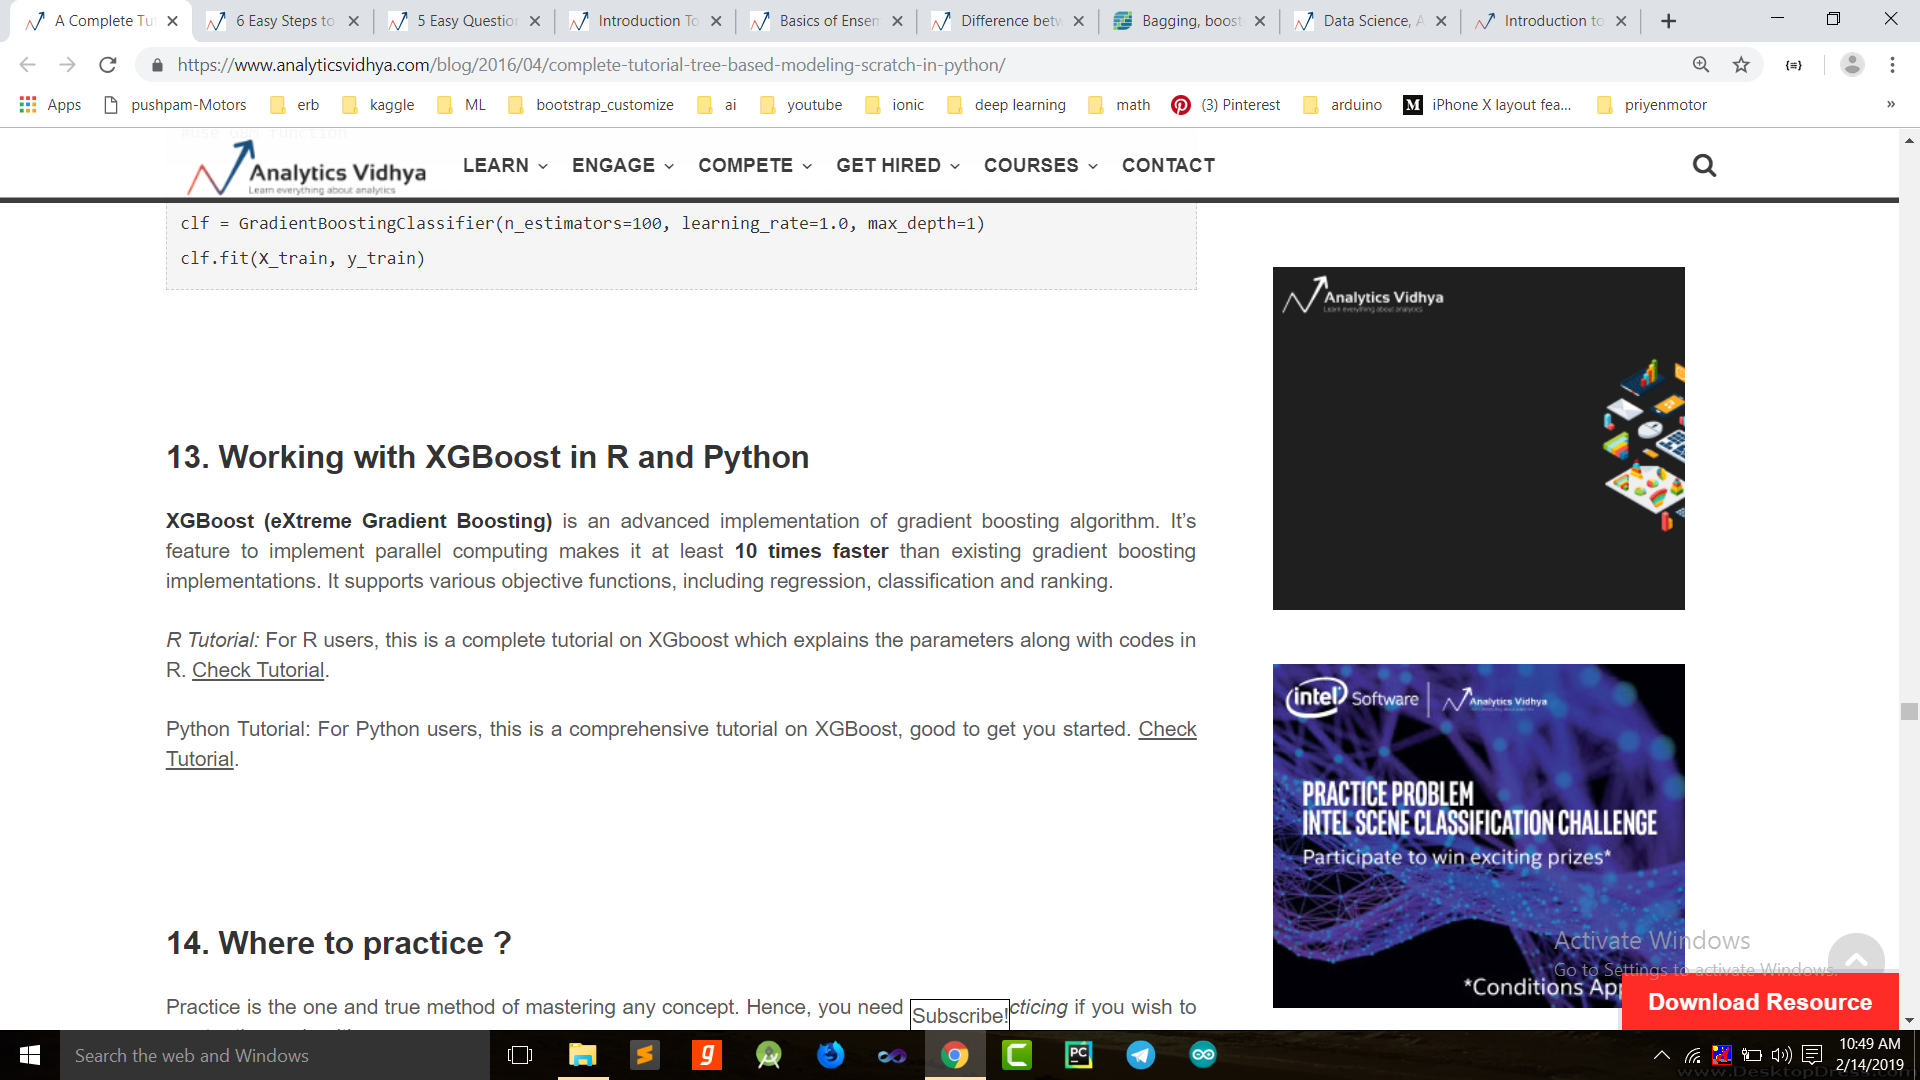 A Complete Tu
6 Easy Steps to
5 Easy Question
Introduction To
Basics of Ensem
Difference betw
Bagging, boost
Data Science, A
Introduction to
https://www.analyticsvidhya.com/blog/2016/04/complete-tutorial-tree-based-modeling-scratch-in-python/
Apps pushpam-Motors erb kaggle ML bootstrap_customize ai youtube ionic deep learning math (3) Pinterest arduino M iPhone X layout fea... priyenmotor »
#use GBM function
Analytics Vidhya
Learn everything about analytics
LEARN ENGAGE COMPETE GET HIRED COURSES CONTACT
clf = GradientBoostingClassifier(n_estimators=100, learning_rate=1.0, max_depth=1)
clf.fit(X_train, y_train)
Analytics Vidhya
Learn everything about analytics
13. Working with XGBoost in R and Python
XGBoost (eXtreme Gradient Boosting) is an advanced implementation of gradient boosting algorithm. It’s
feature to implement parallel computing makes it at least 10 times faster than existing gradient boosting
implementations. It supports various objective functions, including regression, classification and ranking.
R Tutorial: For R users, this is a complete tutorial on XGboost which explains the parameters along with codes in
R. Check Tutorial.
Python Tutorial: For Python users, this is a comprehensive tutorial on XGBoost, good to get you started. Check
Tutorial.
intel Software Analytics Vidhya
PRACTICE PROBLEM
INTEL SCENE CLASSIFICATION CHALLENGE
Participate to win exciting prizes*
*Conditions App
14. Where to practice ?
Practice is the one and true method of mastering any concept. Hence, you need cticing if you wish to
Subscribe!
Activate Windows
Go to Settings to activate Windows.
Download Resource
Search the web and Windows
g
C
PC
10:49 AM
2/14/2019